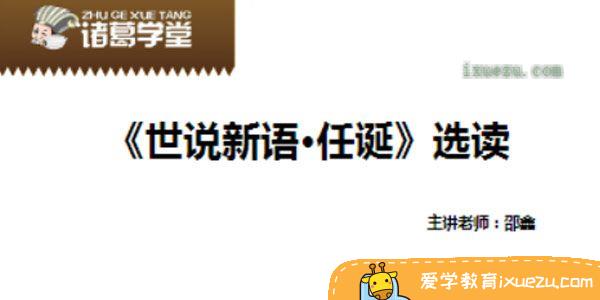 ZHU GE XUE TANG
诸葛学堂
ixuezu.com
《世说新语·任诞》选读
主讲老师：邵鑫
爱学教育ixuezu.com